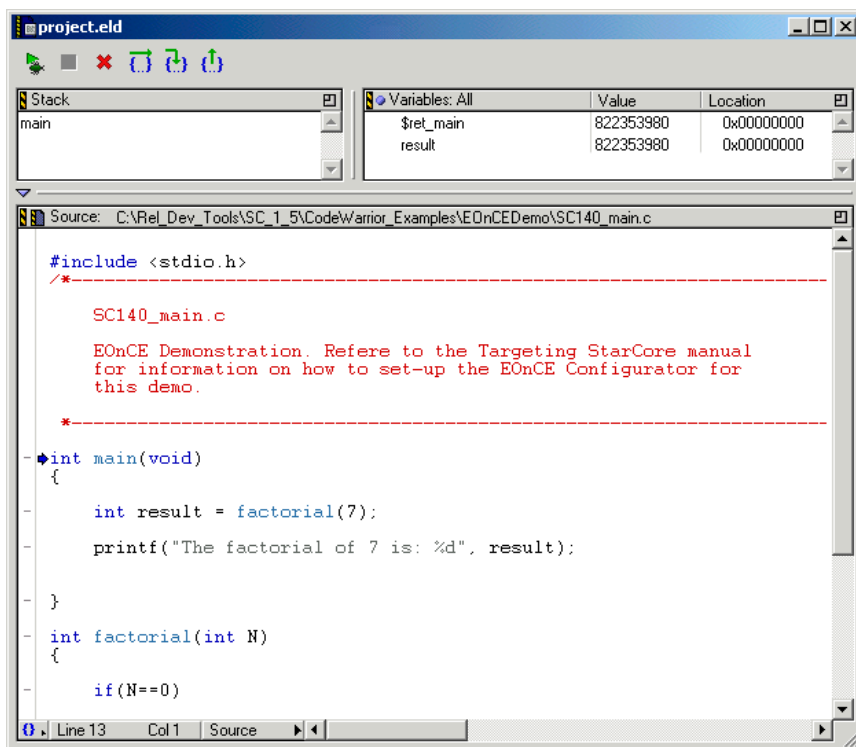 project.eld
Stack
main
Variables: All Value Location
$ret_main 822353980 0x00000000
result 822353980 0x00000000
Source: C:\Rel_Dev_Tools\SC_1_5\CodeWarrior_Examples\EOnCEDemo\SC140_main.c
#include <stdio.h>
/*----------------------------------------------------------------------
SC140_main.c
EOnCE Demonstration. Refere to the Targeting StarCore manual
for information on how to set-up the EOnCE Configurator for
this demo.
*----------------------------------------------------------------------
int main(void)
{
int result = factorial(7);
printf("The factorial of 7 is: %d", result);
}
int factorial(int N)
{
if(N==0)
Line 13 Col 1 Source